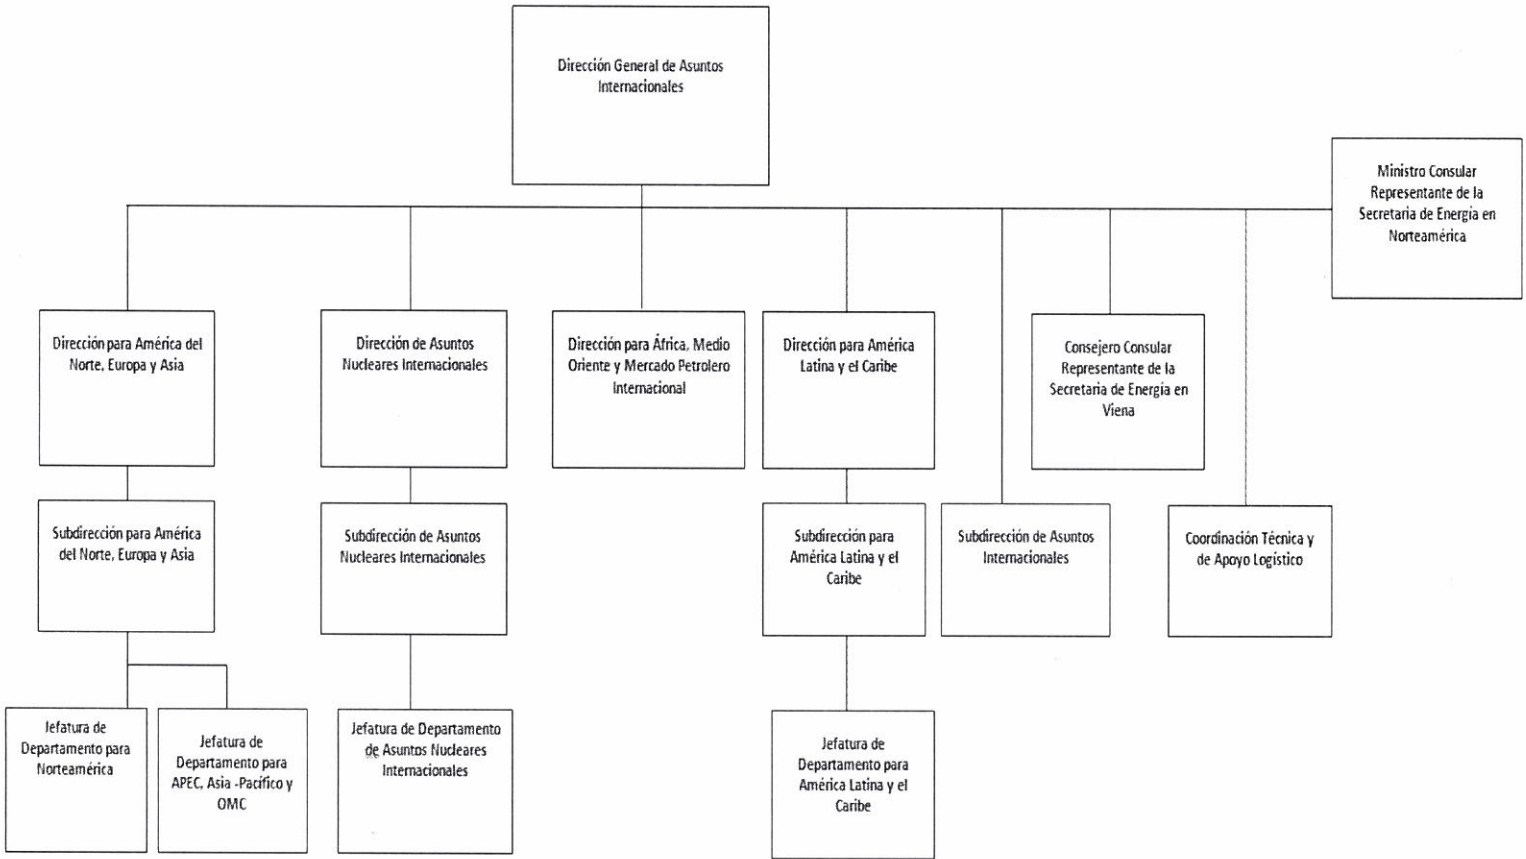 Dirección General de Asuntos
Internacionales
Ministro Consular
Representante de la
Secretaria de Energía en
Norteamérica
Dirección para América del
Norte, Europa y Asia
Dirección de Asuntos
Nucleares Internacionales
Dirección para África, Medio
Oriente y Mercado Petrolero
Internacional
Dirección para América
Latina y el Caribe
Consejero Consular
Representante de la
Secretaria de Energía en
Viena
Subdirección para América
del Norte, Europa y Asia
Subdirección de Asuntos
Nucleares Internacionales
Subdirección para
América Latina y el
Caribe
Subdirección de Asuntos
Internacionales
Coordinación Técnica y
de Apoyo Logístico
Jefatura de
Departamento para
Norteamérica
Jefatura de
Departamento para
APEC, Asia -Pacífico y
OMC
Jefatura de Departamento
de Asuntos Nucleares
Internacionales
Jefatura de
Departamento para
América Latina y el
Caribe